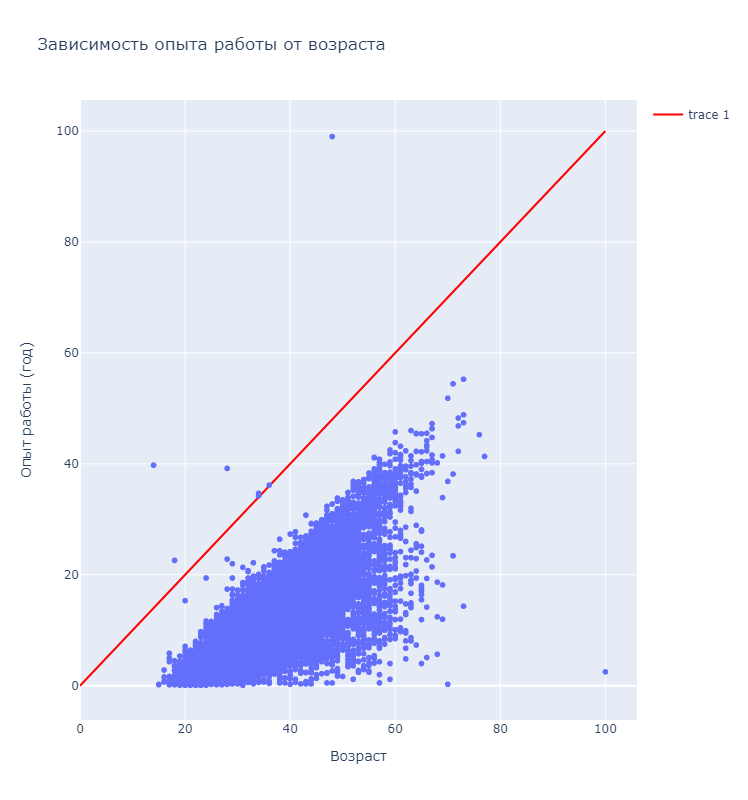 Зависимость опыта работы от возраста
trace 1
100
80
60
40
20
0
Опыт работы (год)
0 20 40 60 80 100
Возраст